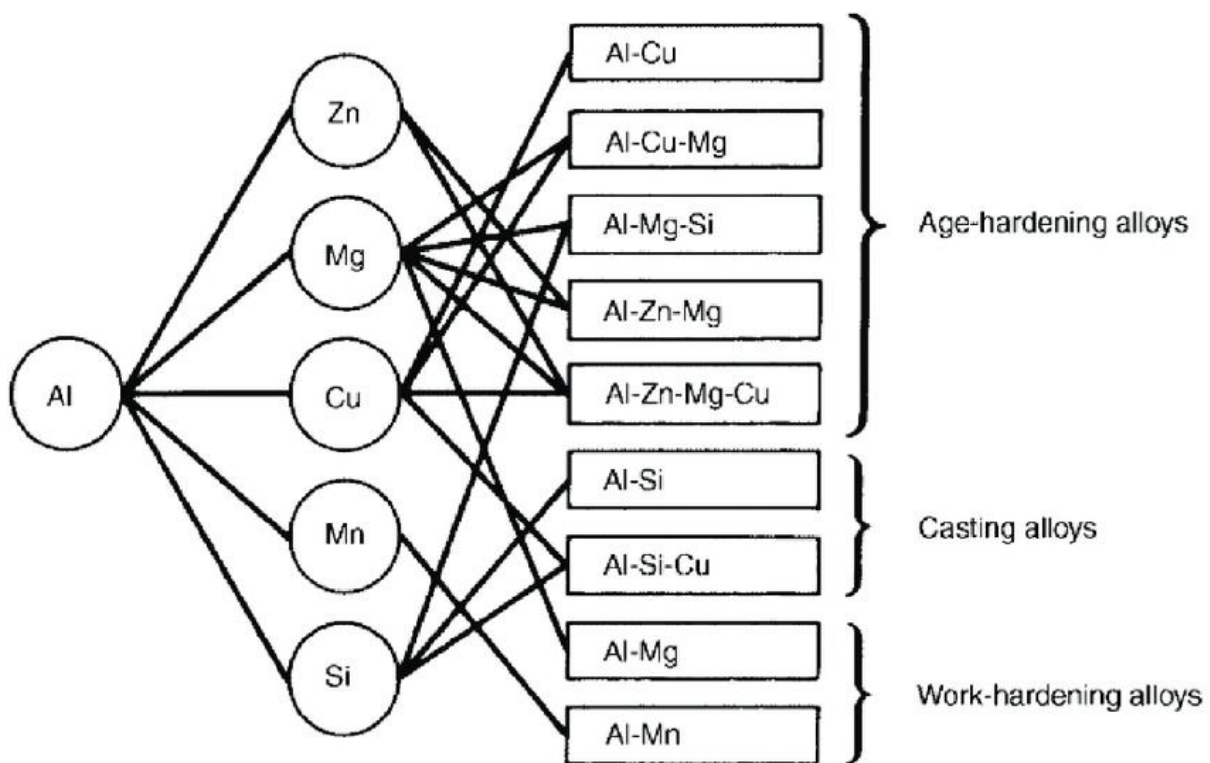 Al
Zn
Mg
Cu
Mn
Si
Al-Cu
Al-Cu-Mg
Al-Mg-Si
Al-Zn-Mg
Al-Zn-Mg-Cu
Al-Si
Al-Si-Cu
Al-Mg
Al-Mn
Age-hardening alloys
Casting alloys
Work-hardening alloys